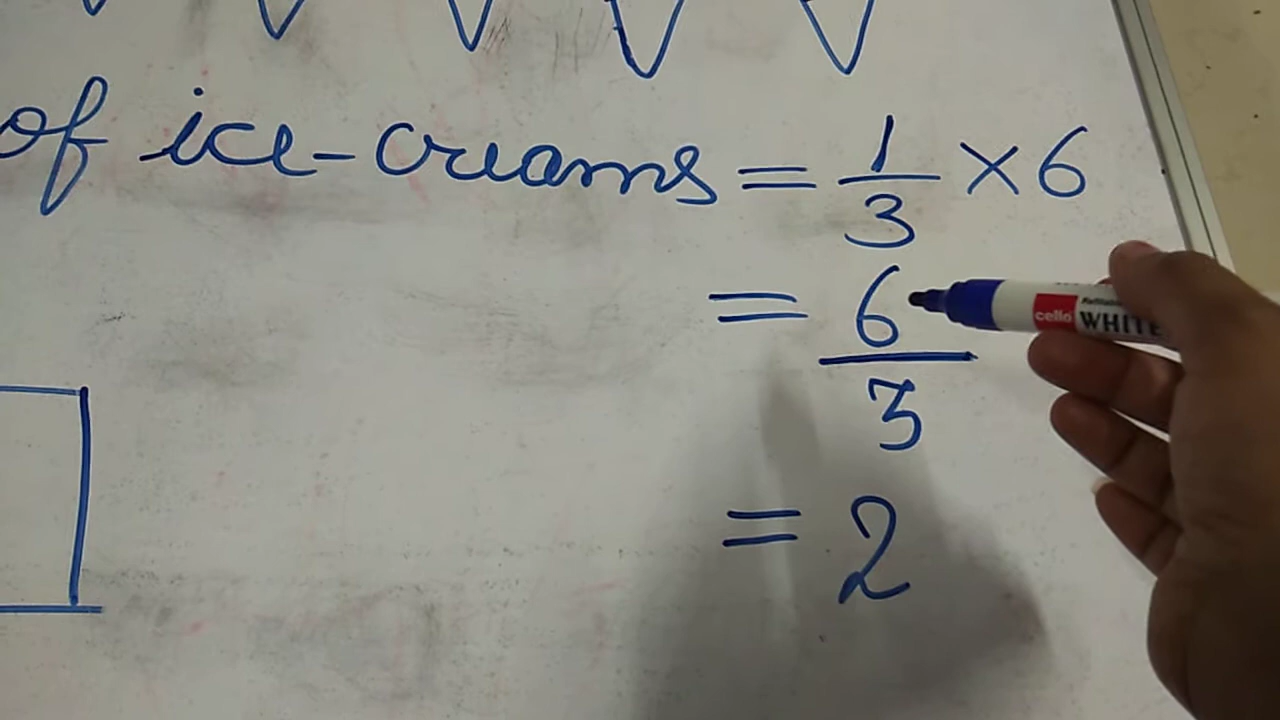 of ice-creams = 1/3 × 6
= 6/3
= 2
cello WHITE